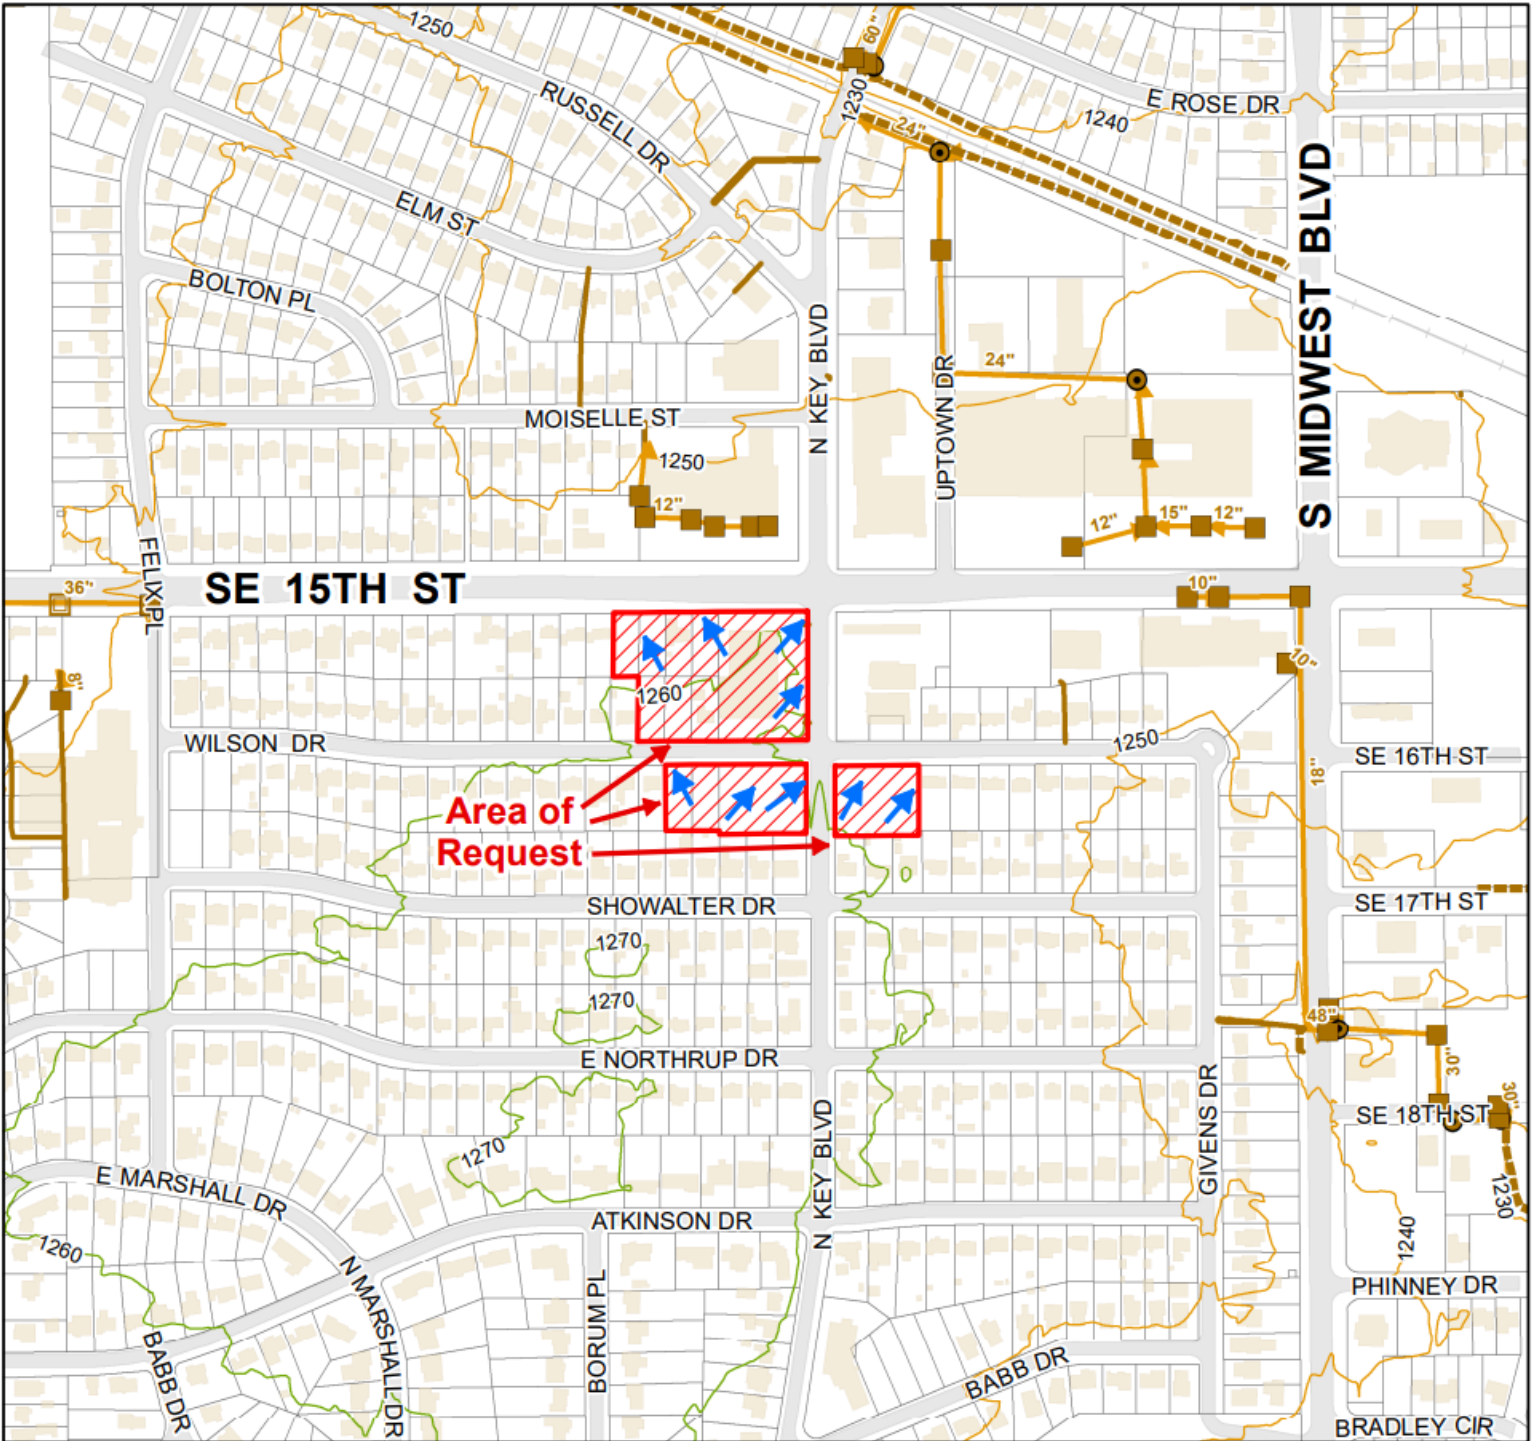 1250
60"
RUSSELL DR
1230
E ROSE DR
1240
24"
ELM ST
S MIDWEST BLVD
BOLTON PL
N KEY BLVD
24"
UPTOWN DR
MOISELLE ST
1250
12"
12"
15"
12"
FELIX PL
36"
SE 15TH ST
10"
10"
8"
1260
WILSON DR
1250
SE 16TH ST
18"
Area of
Request
SHOWALTER DR
SE 17TH ST
1270
1270
48"
E NORTHRUP DR
30"
30"
GIVENS DR
SE 18TH ST
N KEY BLVD
1270
E MARSHALL DR
1230
ATKINSON DR
1240
1260
N MARSHALL DR
PHINNEY DR
BORUM PL
BABB DR
BABB DR
BRADLEY CIR